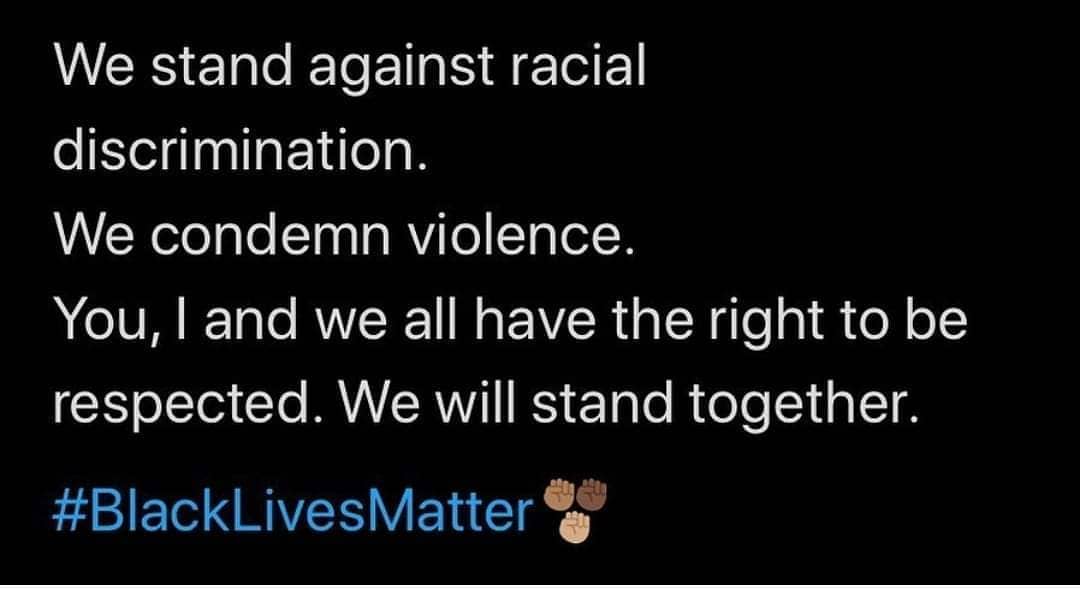 We stand against racial
discrimination.
We condemn violence.
You, I and we all have the right to be
respected. We will stand together.
#BlackLivesMatter